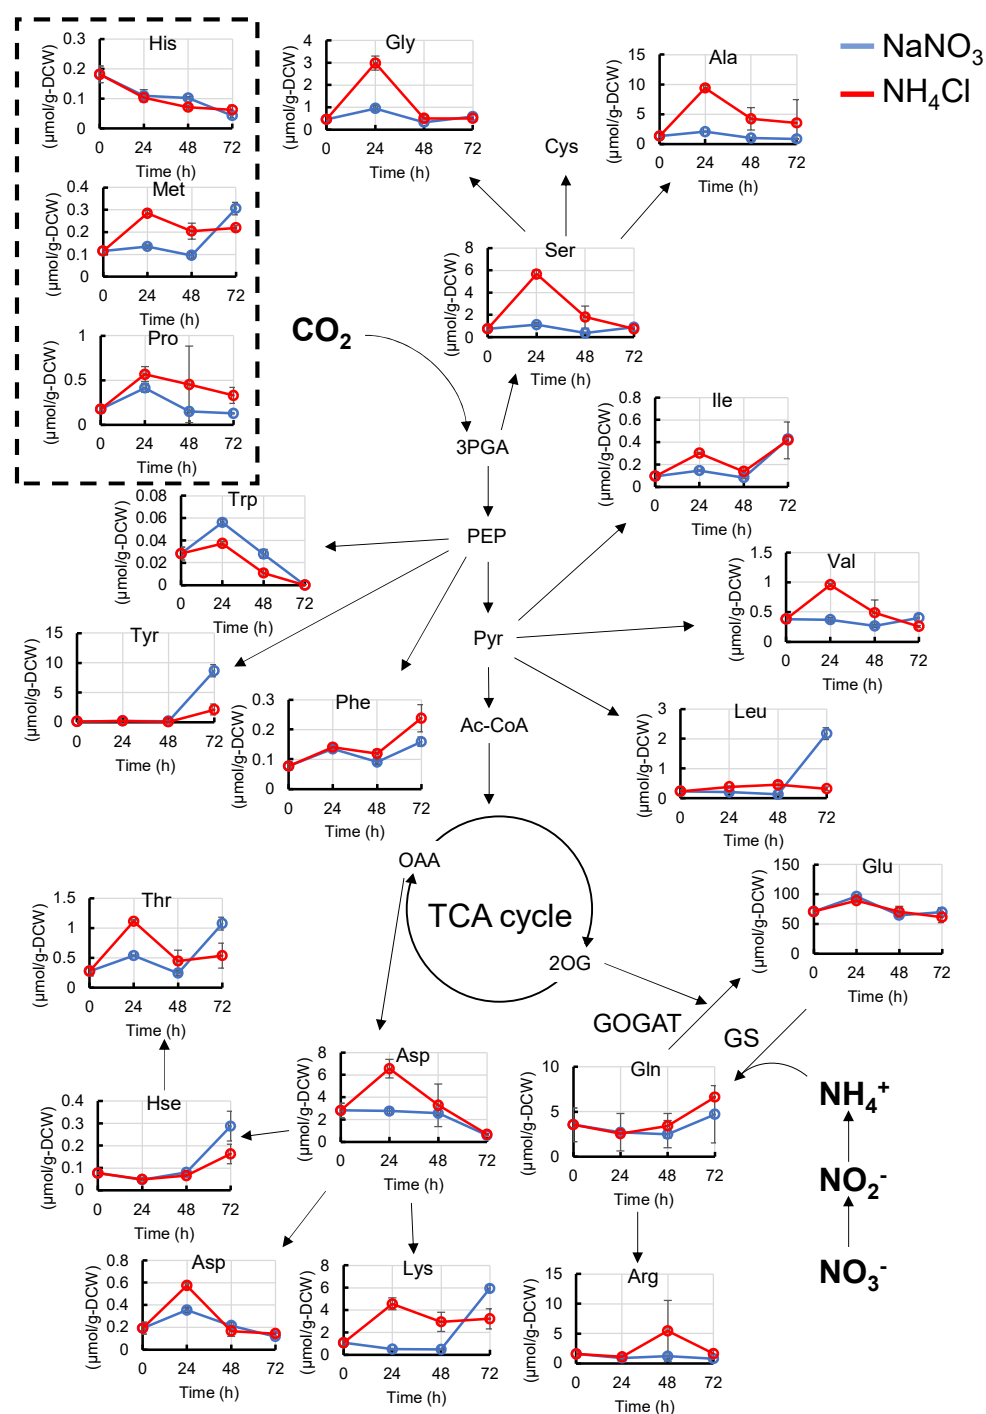 NaNO3
NH4Cl
His
(µmol/g-DCW)
0.3
0.2
0.1
0
0 24 48 72
Time (h)
Met
(µmol/g-DCW)
0.4
0.3
0.2
0.1
0
0 24 48 72
Time (h)
Pro
(µmol/g-DCW)
1
0.5
0
0 24 48 72
Time (h)
Gly
(µmol/g-DCW)
4
3
2
1
0
0 24 48 72
Time (h)
Cys
Ala
(µmol/g-DCW)
15
10
5
0
0 24 48 72
Time (h)
Ser
(µmol/g-DCW)
8
6
4
2
0
0 24 48 72
Time (h)
CO2
3PGA
Ile
(µmol/g-DCW)
0.8
0.6
0.4
0.2
0
0 24 48 72
Time (h)
Trp
(µmol/g-DCW)
0.08
0.06
0.04
0.02
0
0 24 48 72
Time (h)
PEP
Val
(µmol/g-DCW)
1.5
1
0.5
0
0 24 48 72
Time (h)
Tyr
(µmol/g-DCW)
15
10
5
0
0 24 48 72
Time (h)
Pyr
Phe
(µmol/g-DCW)
0.3
0.2
0.1
0
0 24 48 72
Time (h)
Ac-CoA
Leu
(µmol/g-DCW)
3
2
1
0
0 24 48 72
Time (h)
OAA
TCA cycle
2OG
Glu
(µmol/g-DCW)
150
100
50
0
0 24 48 72
Time (h)
Thr
(µmol/g-DCW)
1.5
1
0.5
0
0 24 48 72
Time (h)
GOGAT
GS
Asp
(µmol/g-DCW)
8
6
4
2
0
0 24 48 72
Time (h)
Gln
(µmol/g-DCW)
10
5
0
0 24 48 72
Time (h)
NH4+
NO2-
NO3-
Hse
(µmol/g-DCW)
0.4
0.3
0.2
0.1
0
0 24 48 72
Time (h)
Asp
(µmol/g-DCW)
0.8
0.6
0.4
0.2
0
0 24 48 72
Time (h)
Lys
(µmol/g-DCW)
8
6
4
2
0
0 24 48 72
Time (h)
Arg
(µmol/g-DCW)
15
10
5
0
0 24 48 72
Time (h)